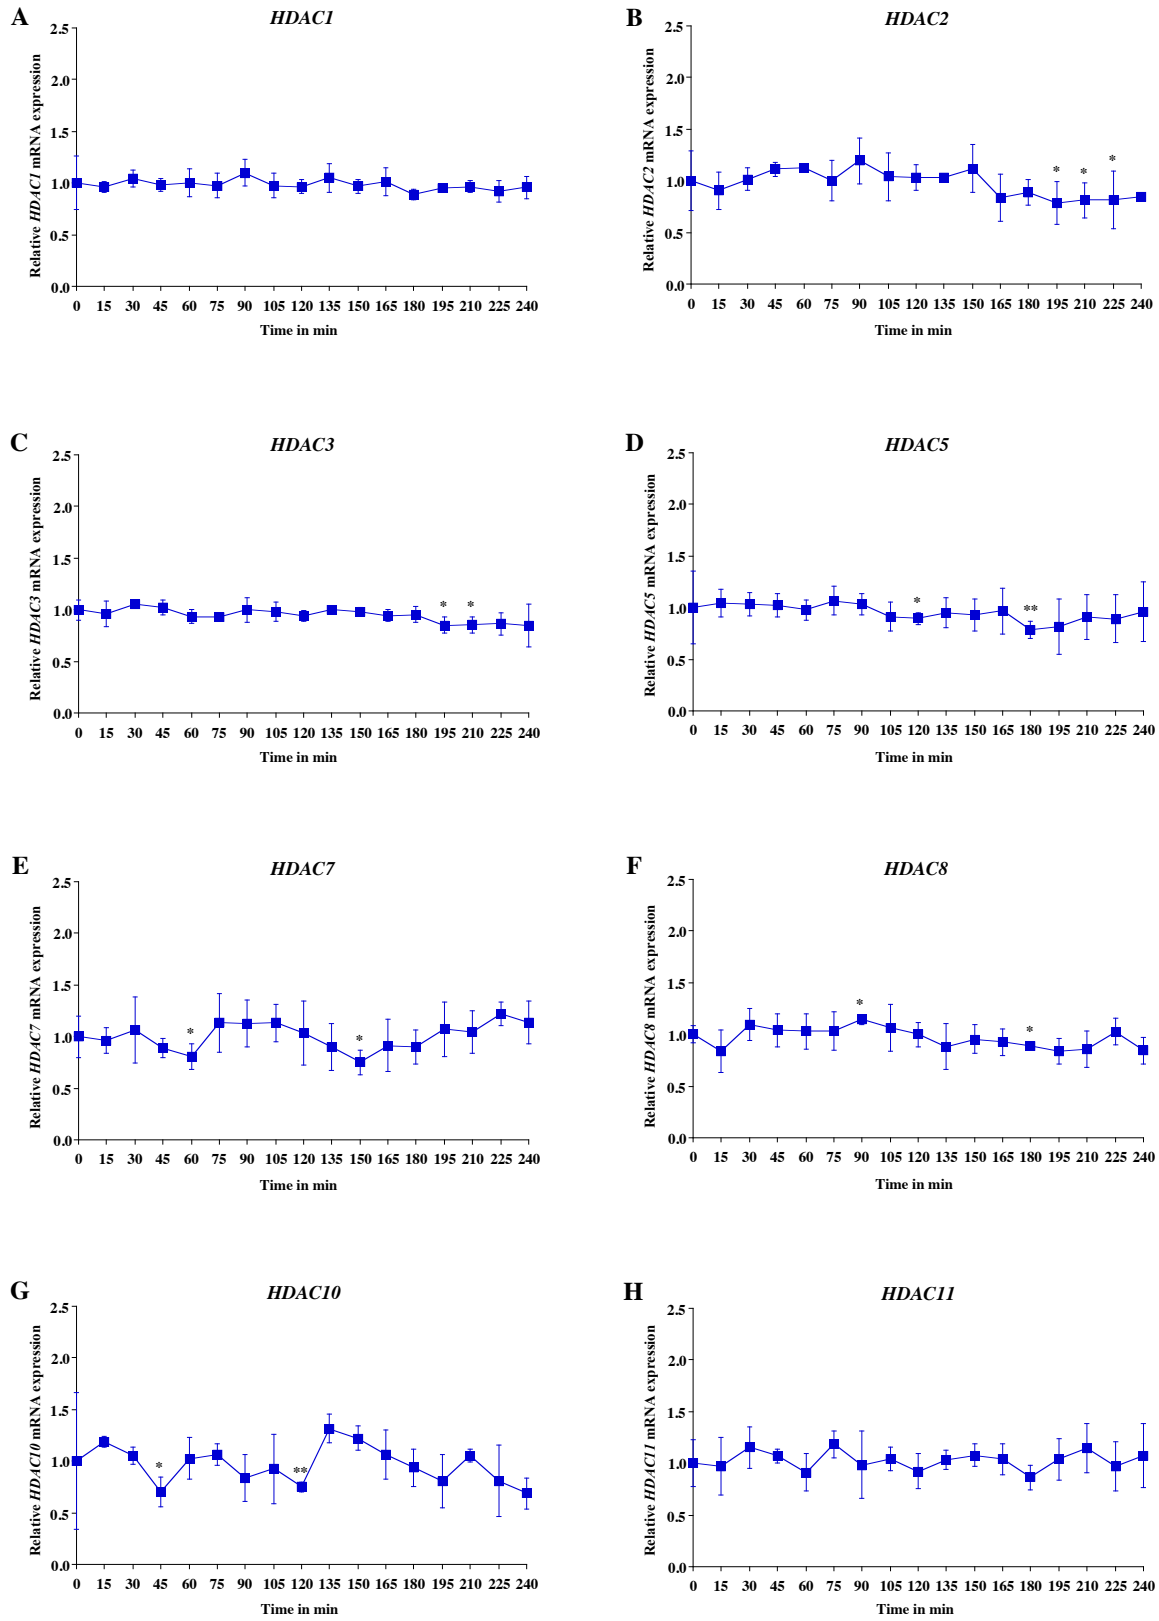 A
HDAC1
Relative HDAC1 mRNA expression
2.5
2.0
1.5
1.0
0.5
0.0
0 15 30 45 60 75 90 105 120 135 150 165 180 195 210 225 240
Time in min
B
HDAC2
Relative HDAC2 mRNA expression
2.5
2.0
1.5
1.0
0.5
0.0
* * *
0 15 30 45 60 75 90 105 120 135 150 165 180 195 210 225 240
Time in min
C
HDAC3
Relative HDAC3 mRNA expression
2.5
2.0
1.5
1.0
0.5
0.0
* *
0 15 30 45 60 75 90 105 120 135 150 165 180 195 210 225 240
Time in min
D
HDAC5
Relative HDAC5 mRNA expression
2.5
2.0
1.5
1.0
0.5
0.0
* **
0 15 30 45 60 75 90 105 120 135 150 165 180 195 210 225 240
Time in min
E
HDAC7
Relative HDAC7 mRNA expression
2.5
2.0
1.5
1.0
0.5
0.0
* *
0 15 30 45 60 75 90 105 120 135 150 165 180 195 210 225 240
Time in min
F
HDAC8
Relative HDAC8 mRNA expression
2.5
2.0
1.5
1.0
0.5
0.0
* *
0 15 30 45 60 75 90 105 120 135 150 165 180 195 210 225 240
Time in min
G
HDAC10
Relative HDAC10 mRNA expression
2.5
2.0
1.5
1.0
0.5
0.0
* **
0 15 30 45 60 75 90 105 120 135 150 165 180 195 210 225 240
Time in min
H
HDAC11
Relative HDAC11 mRNA expression
2.5
2.0
1.5
1.0
0.5
0.0
0 15 30 45 60 75 90 105 120 135 150 165 180 195 210 225 240
Time in min